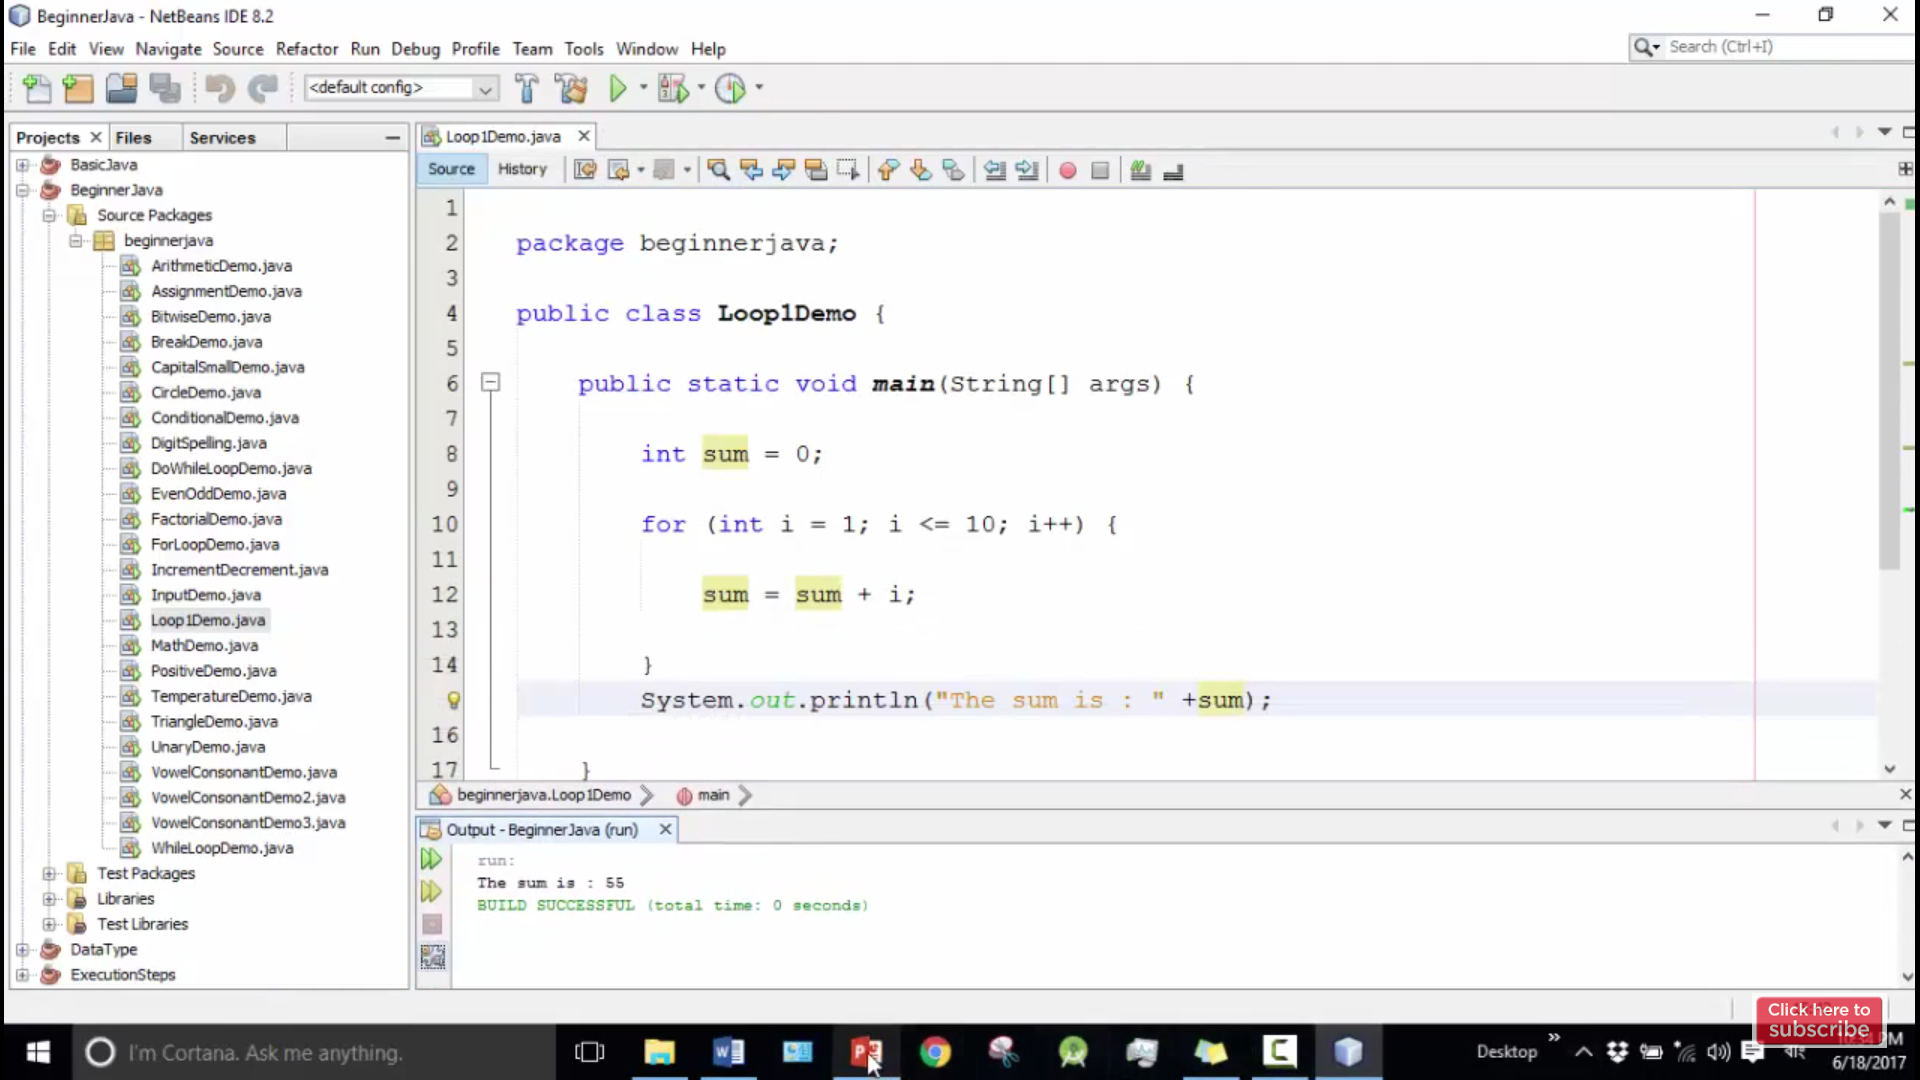 BeginnerJava - NetBeans IDE 8.2
File Edit View Navigate Source Refactor Run Debug Profile Team Tools Window Help
Search (Ctrl+I)
<default config>
Projects Files Services
BasicJava
BeginnerJava
Source Packages
beginnerjava
ArithmeticDemo.java
AssignmentDemo.java
BitwiseDemo.java
BreakDemo.java
CapitalSmallDemo.java
CircleDemo.java
ConditionalDemo.java
DigitSpelling.java
DoWhileLoopDemo.java
EvenOddDemo.java
FactorialDemo.java
ForLoopDemo.java
IncrementDecrement.java
InputDemo.java
Loop1Demo.java
MathDemo.java
PositiveDemo.java
TemperatureDemo.java
TriangleDemo.java
UnaryDemo.java
VowelConsonantDemo.java
VowelConsonantDemo2.java
VowelConsonantDemo3.java
WhileLoopDemo.java
Test Packages
Libraries
Test Libraries
DataType
ExecutionSteps
Loop1Demo.java
Source History
1
2 package beginnerjava;
3
4 public class Loop1Demo {
5
6 public static void main(String[] args) {
7
8 int sum = 0;
9
10 for (int i = 1; i <= 10; i++) {
11
12 sum = sum + i;
13
14 }
System.out.println("The sum is : " +sum);
16
17 }
beginnerjava.Loop1Demo main
Output - BeginnerJava (run)
run:
The sum is : 55
BUILD SUCCESSFUL (total time: 0 seconds)
Click here to
subscribe
I'm Cortana. Ask me anything.
Desktop
বাং
6/18/2017